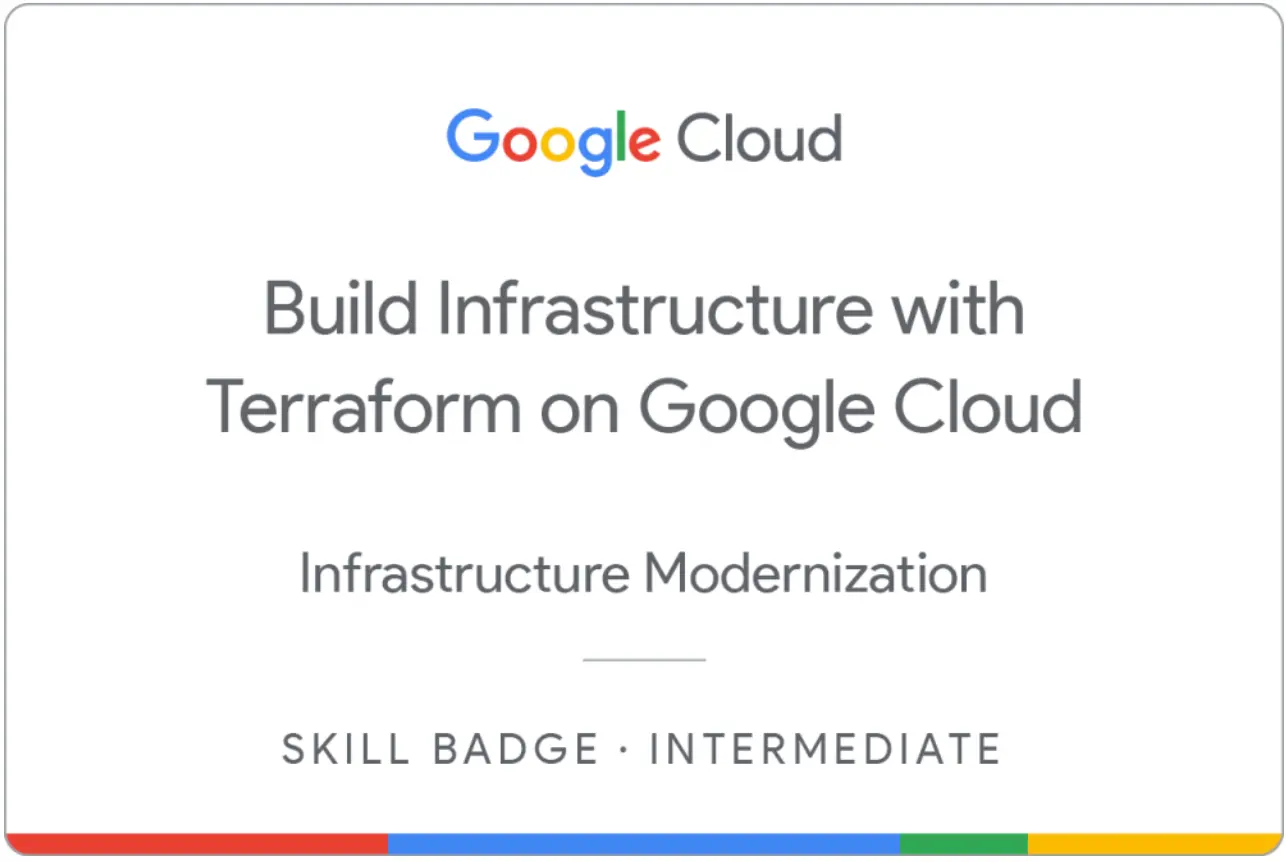 Google Cloud
Build Infrastructure with
Terraform on Google Cloud
Infrastructure Modernization
SKILL BADGE · INTERMEDIATE